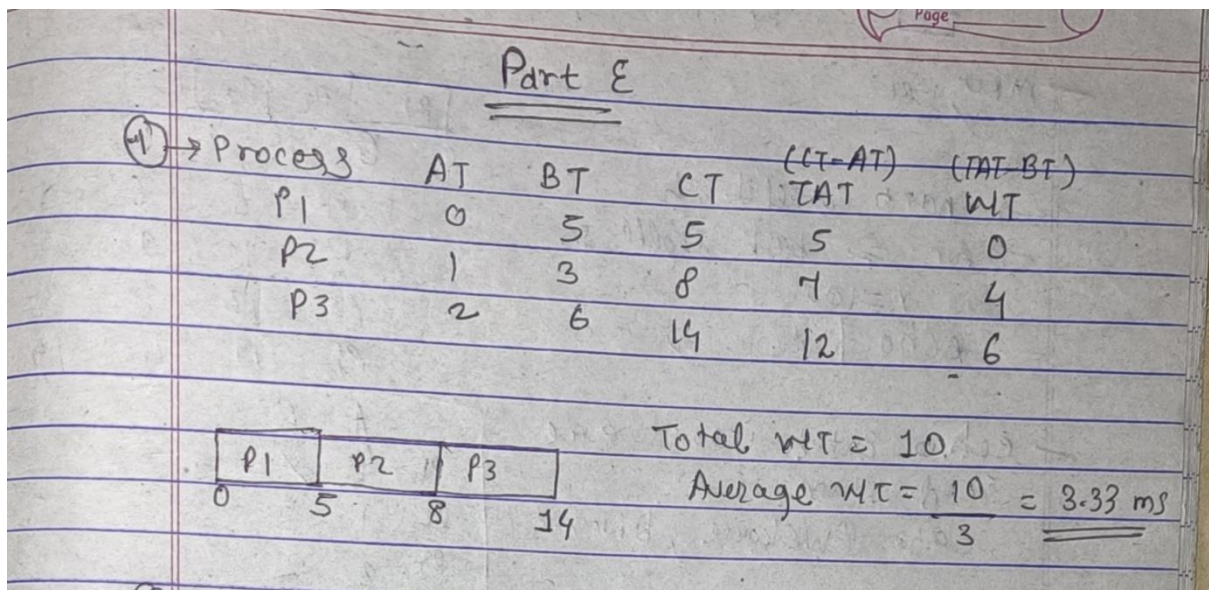 Page
Part E
1 → Process AT BT CT (CT-AT) TAT (TAT-BT) WT
P1 0 5 5 5 0
P2 1 3 8 7 4
P3 2 6 14 12 6
P1 P2 P3
0 5 8 14
Total WT = 10
Average WT = 10/3 = 3.33 ms